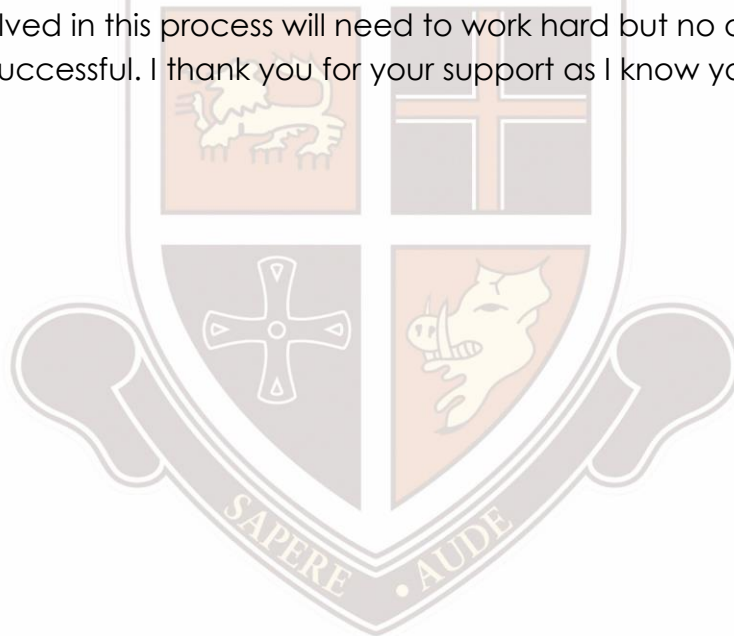 lved in this process will need to work hard but no
uccessful. I thank you for your support as I know
SAPERE • AUDE